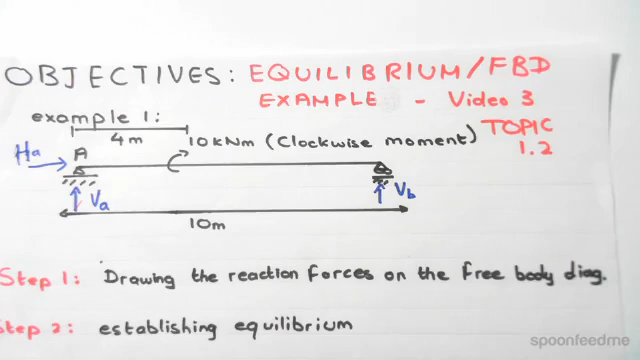 OBJECTIVES: EQUILIBRIUM/FBD
EXAMPLE - Video 3
TOPIC
1.2
example 1:
4m
10kNm (Clockwise moment)
Ha
A
Va
Vb
10m
Step 1: Drawing the reaction forces on the free body diag.
Step 2: establishing equilibrium
spoonfeedme